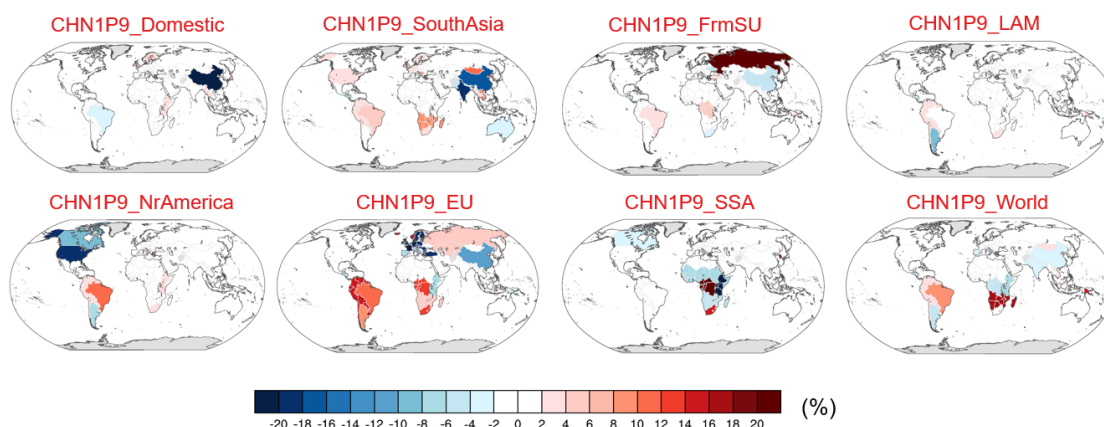 CHN1P9_Domestic CHN1P9_SouthAsia CHN1P9_FrmSU CHN1P9_LAM
CHN1P9_NrAmerica CHN1P9_EU CHN1P9_SSA CHN1P9_World
-20 -18 -16 -14 -12 -10 -8 -6 -4 -2 0 2 4 6 8 10 12 14 16 18 20 (%)